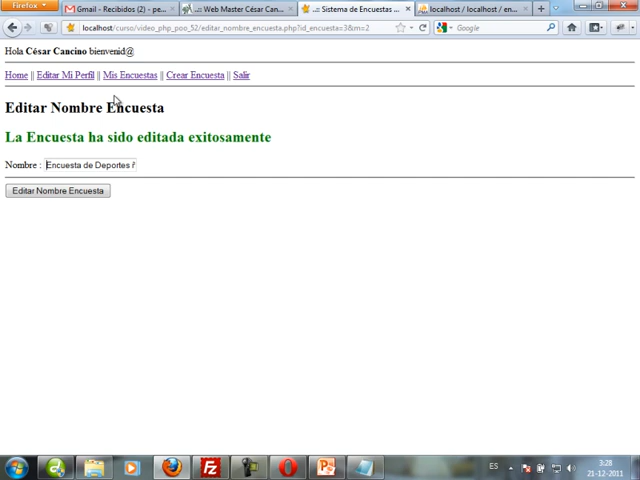 Firefox
Gmail - Recibidos (2) - pe...
..:: Web Master César Can...
..:: Sistema de Encuestas ...
localhost / localhost / en...
localhost/curso/video_php_poo_52/editar_nombre_encuesta.php?id_encuesta=3&m=2
Google
Hola César Cancino bienvenid@
Home || Editar Mi Perfil || Mis Encuestas || Crear Encuesta || Salir
Editar Nombre Encuesta
La Encuesta ha sido editada exitosamente
Nombre : Encuesta de Deportes
Editar Nombre Encuesta
ES
3:28
21-12-2011